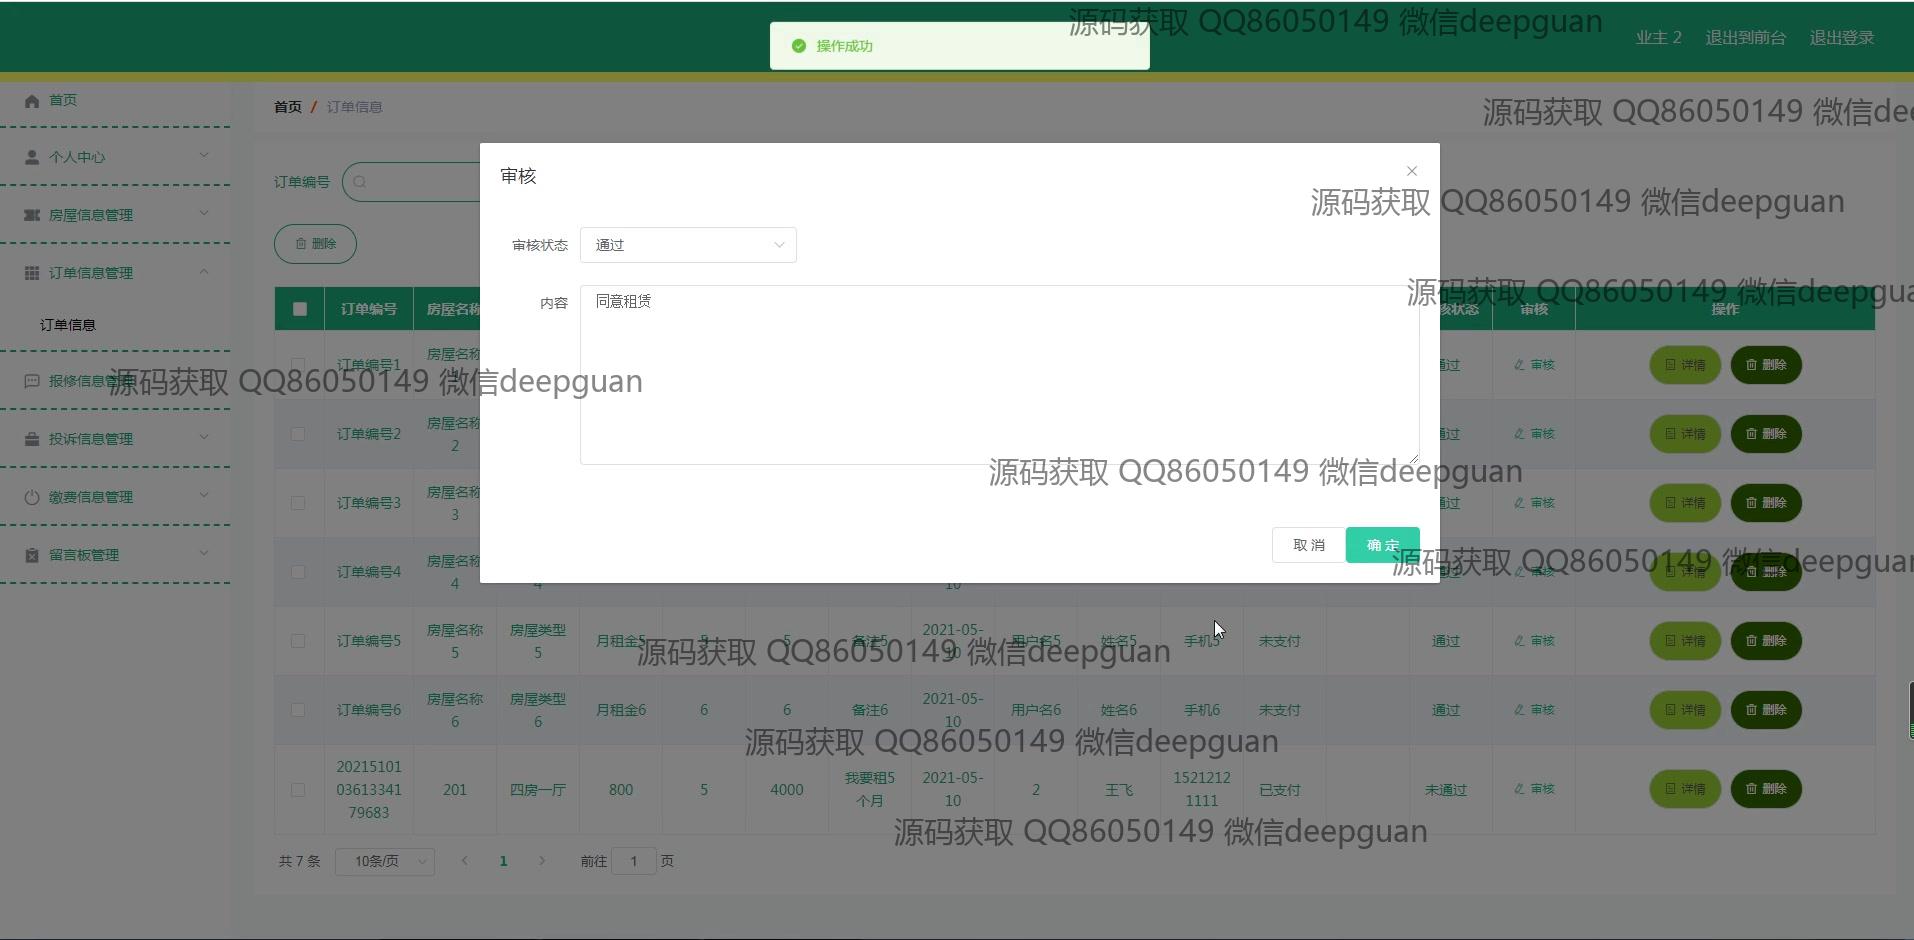 操作成功
源码获取 QQ86050149 微信deepguan
业主 2 退出到前台 退出登录
首页
首页 / 订单信息
源码获取 QQ86050149 微信dee
个人中心
房屋信息管理
订单信息管理
订单信息
报修信息管理
投诉信息管理
缴费信息管理
留言板管理
订单编号
删除
审核
源码获取 QQ86050149 微信deepguan
审核状态 通过
内容 同意租赁
源码获取 QQ86050149 微信deepgua
源码获取 QQ86050149 微信deepguan
源码获取 QQ86050149 微信deepguan
取 消 确 定
源码获取 QQ86050149 微信deepguan
订单编号 房屋名称 核状态 审核 操作
订单编号1 房屋名称 通过 审核 详情 删除
订单编号2 房屋名称2 通过 审核 详情 删除
订单编号3 房屋名称3 通过 审核 详情 删除
订单编号4 房屋名称4 4 10 审核 详情 删除
订单编号5 房屋名称5 房屋类型5 月租金5 5 5 备注5 2021-05-10 用户名5 姓名5 手机5 未支付 通过 审核 详情 删除
源码获取 QQ86050149 微信deepguan
订单编号6 房屋名称6 房屋类型6 月租金6 6 6 备注6 2021-05-10 用户名6 姓名6 手机6 未支付 通过 审核 详情 删除
源码获取 QQ86050149 微信deepguan
202151010361334179683 201 四房一厅 800 5 4000 我要租5个月 2021-05-10 2 王飞 15212121111 已支付 未通过 审核 详情 删除
源码获取 QQ86050149 微信deepguan
共 7 条 10条/页 1 前往 1 页